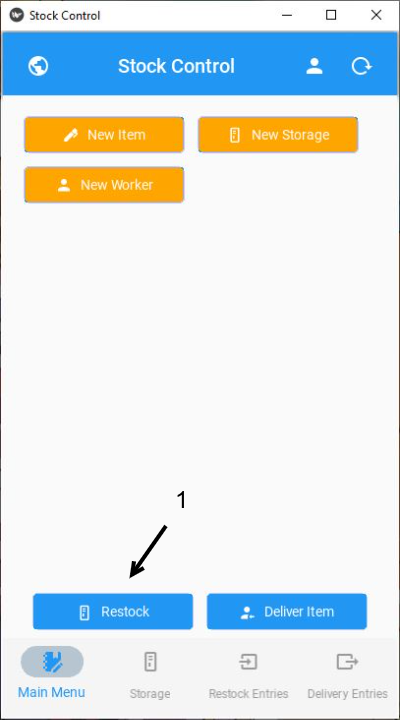 Stock Control
Stock Control
New Item
New Storage
New Worker
1
Restock
Deliver Item
Main Menu
Storage
Restock Entries
Delivery Entries